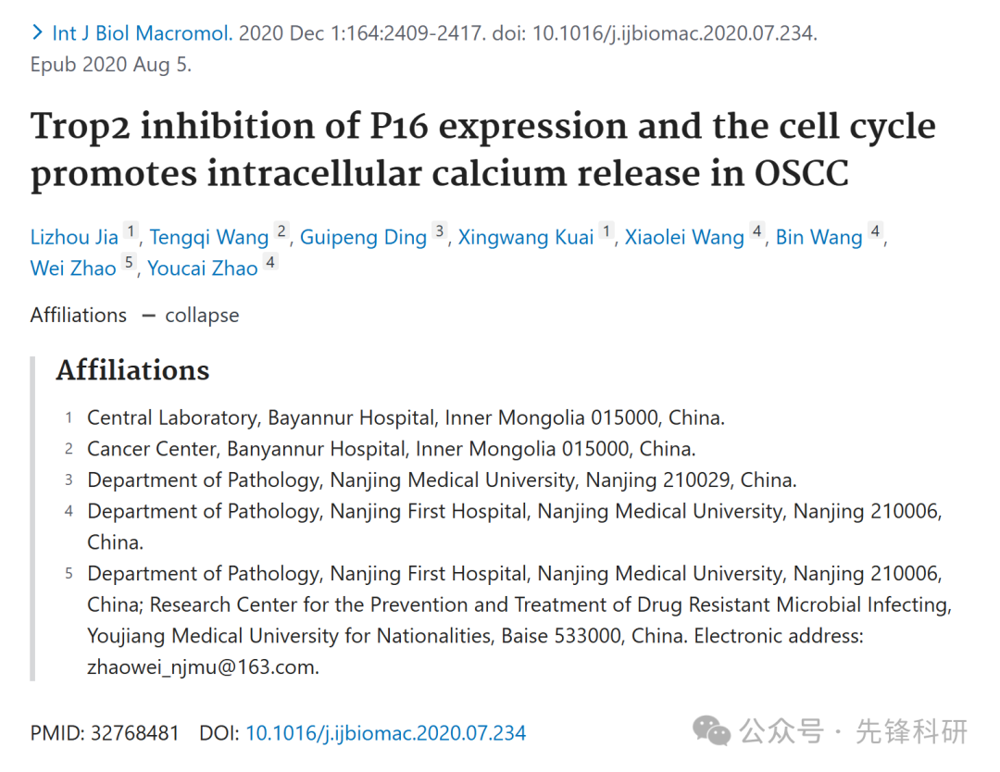 > Int J Biol Macromol. 2020 Dec 1:164:2409-2417. doi: 10.1016/j.ijbiomac.2020.07.234.
Epub 2020 Aug 5.
Trop2 inhibition of P16 expression and the cell cycle
promotes intracellular calcium release in OSCC
Lizhou Jia 1, Tengqi Wang 2, Guipeng Ding 3, Xingwang Kuai 1, Xiaolei Wang 4, Bin Wang 4,
Wei Zhao 5, Youcai Zhao 4
Affiliations − collapse
Affiliations
1 Central Laboratory, Bayannur Hospital, Inner Mongolia 015000, China.
2 Cancer Center, Banyannur Hospital, Inner Mongolia 015000, China.
3 Department of Pathology, Nanjing Medical University, Nanjing 210029, China.
4 Department of Pathology, Nanjing First Hospital, Nanjing Medical University, Nanjing 210006,
China.
5 Department of Pathology, Nanjing First Hospital, Nanjing Medical University, Nanjing 210006,
China; Research Center for the Prevention and Treatment of Drug Resistant Microbial Infecting,
Youjiang Medical University for Nationalities, Baise 533000, China. Electronic address:
zhaowei_njmu@163.com.
PMID: 32768481 DOI: 10.1016/j.ijbiomac.2020.07.234
公众号 · 先锋科研